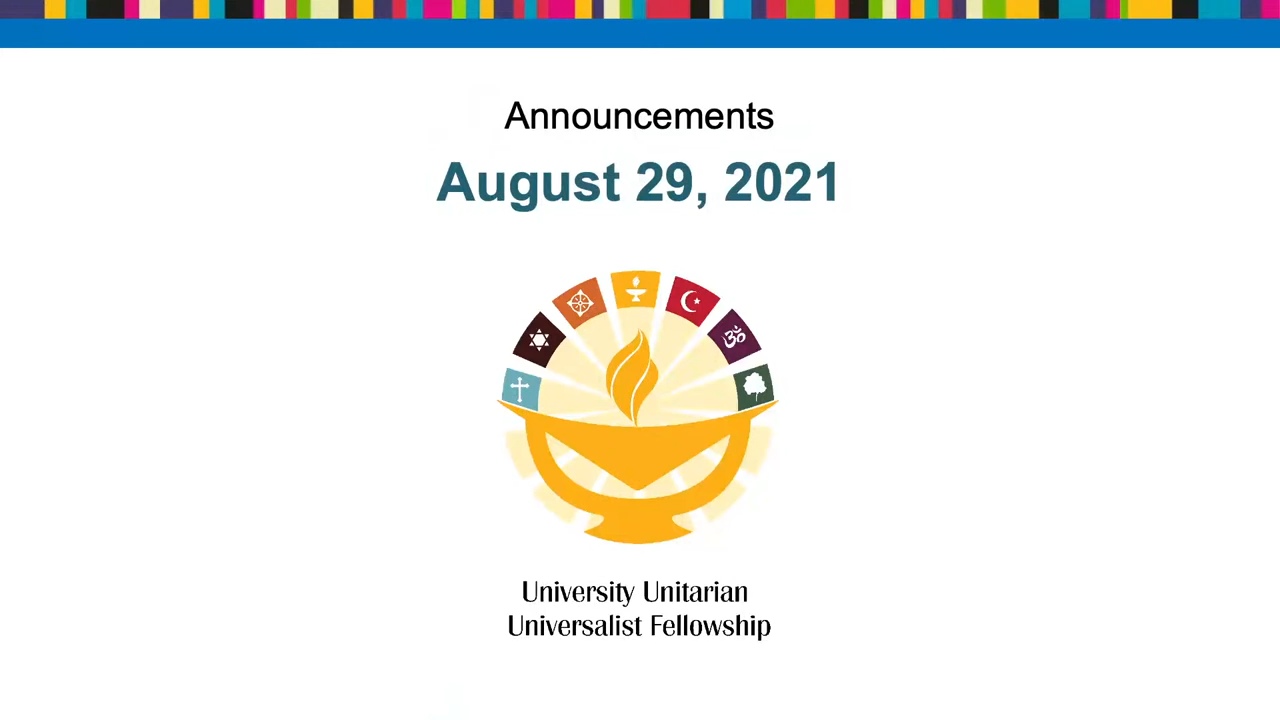 Announcements
August 29, 2021
ॐ
University Unitarian
Universalist Fellowship